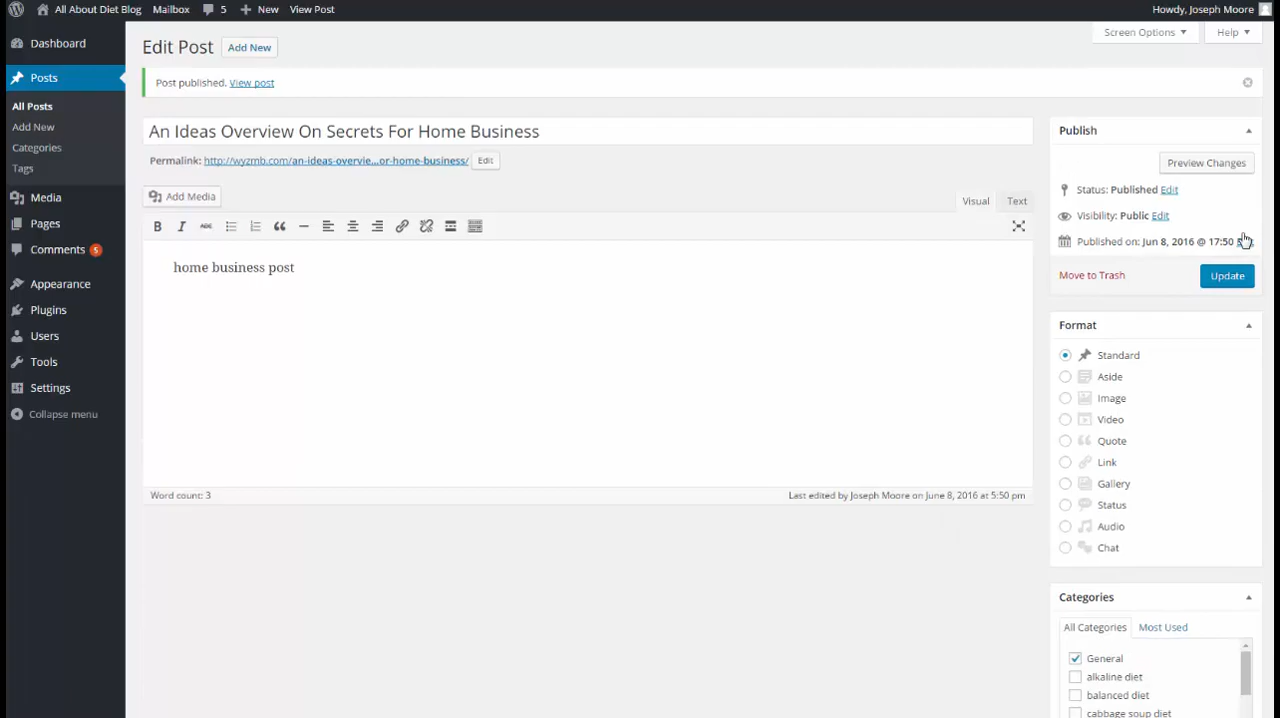 All About Diet Blog Mailbox 5 New View Post Howdy, Joseph Moore
Screen Options Help
Dashboard
Posts
All Posts
Add New
Categories
Tags
Media
Pages
Comments 5
Appearance
Plugins
Users
Tools
Settings
Collapse menu
Edit Post Add New
Post published. View post
An Ideas Overview On Secrets For Home Business
Permalink: http://wyzmb.com/an-ideas-overvie...or-home-business/ Edit
Add Media
Visual Text
B I ABC
home business post
Word count: 3 Last edited by Joseph Moore on June 8, 2016 at 5:50 pm
Publish
Preview Changes
Status: Published Edit
Visibility: Public Edit
Published on: Jun 8, 2016 @ 17:50
Move to Trash Update
Format
Standard
Aside
Image
Video
Quote
Link
Gallery
Status
Audio
Chat
Categories
All Categories Most Used
General
alkaline diet
balanced diet
cabbage soup diet